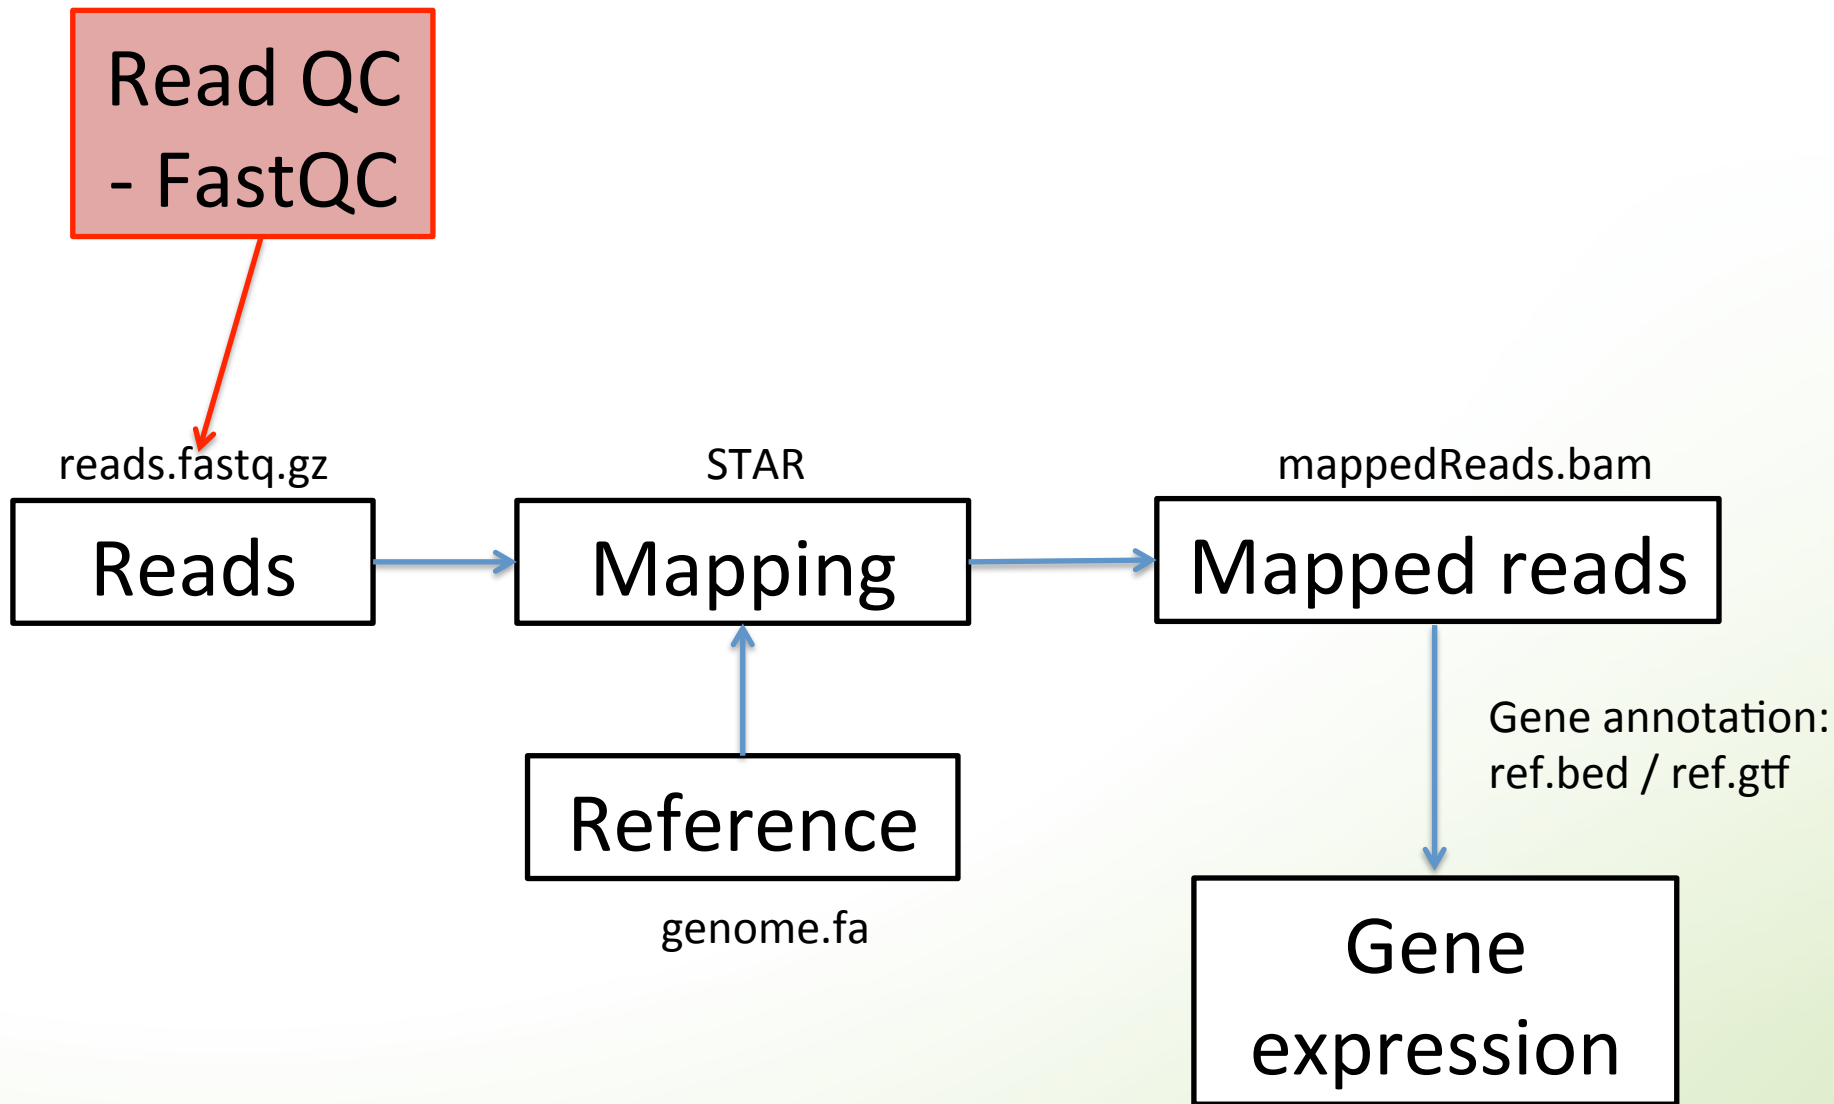 Read QC
- FastQC
reads.fastq.gz
STAR
mappedReads.bam
Reads
Mapping
Mapped reads
Gene annotation:
ref.bed / ref.gtf
Reference
genome.fa
Gene
expression